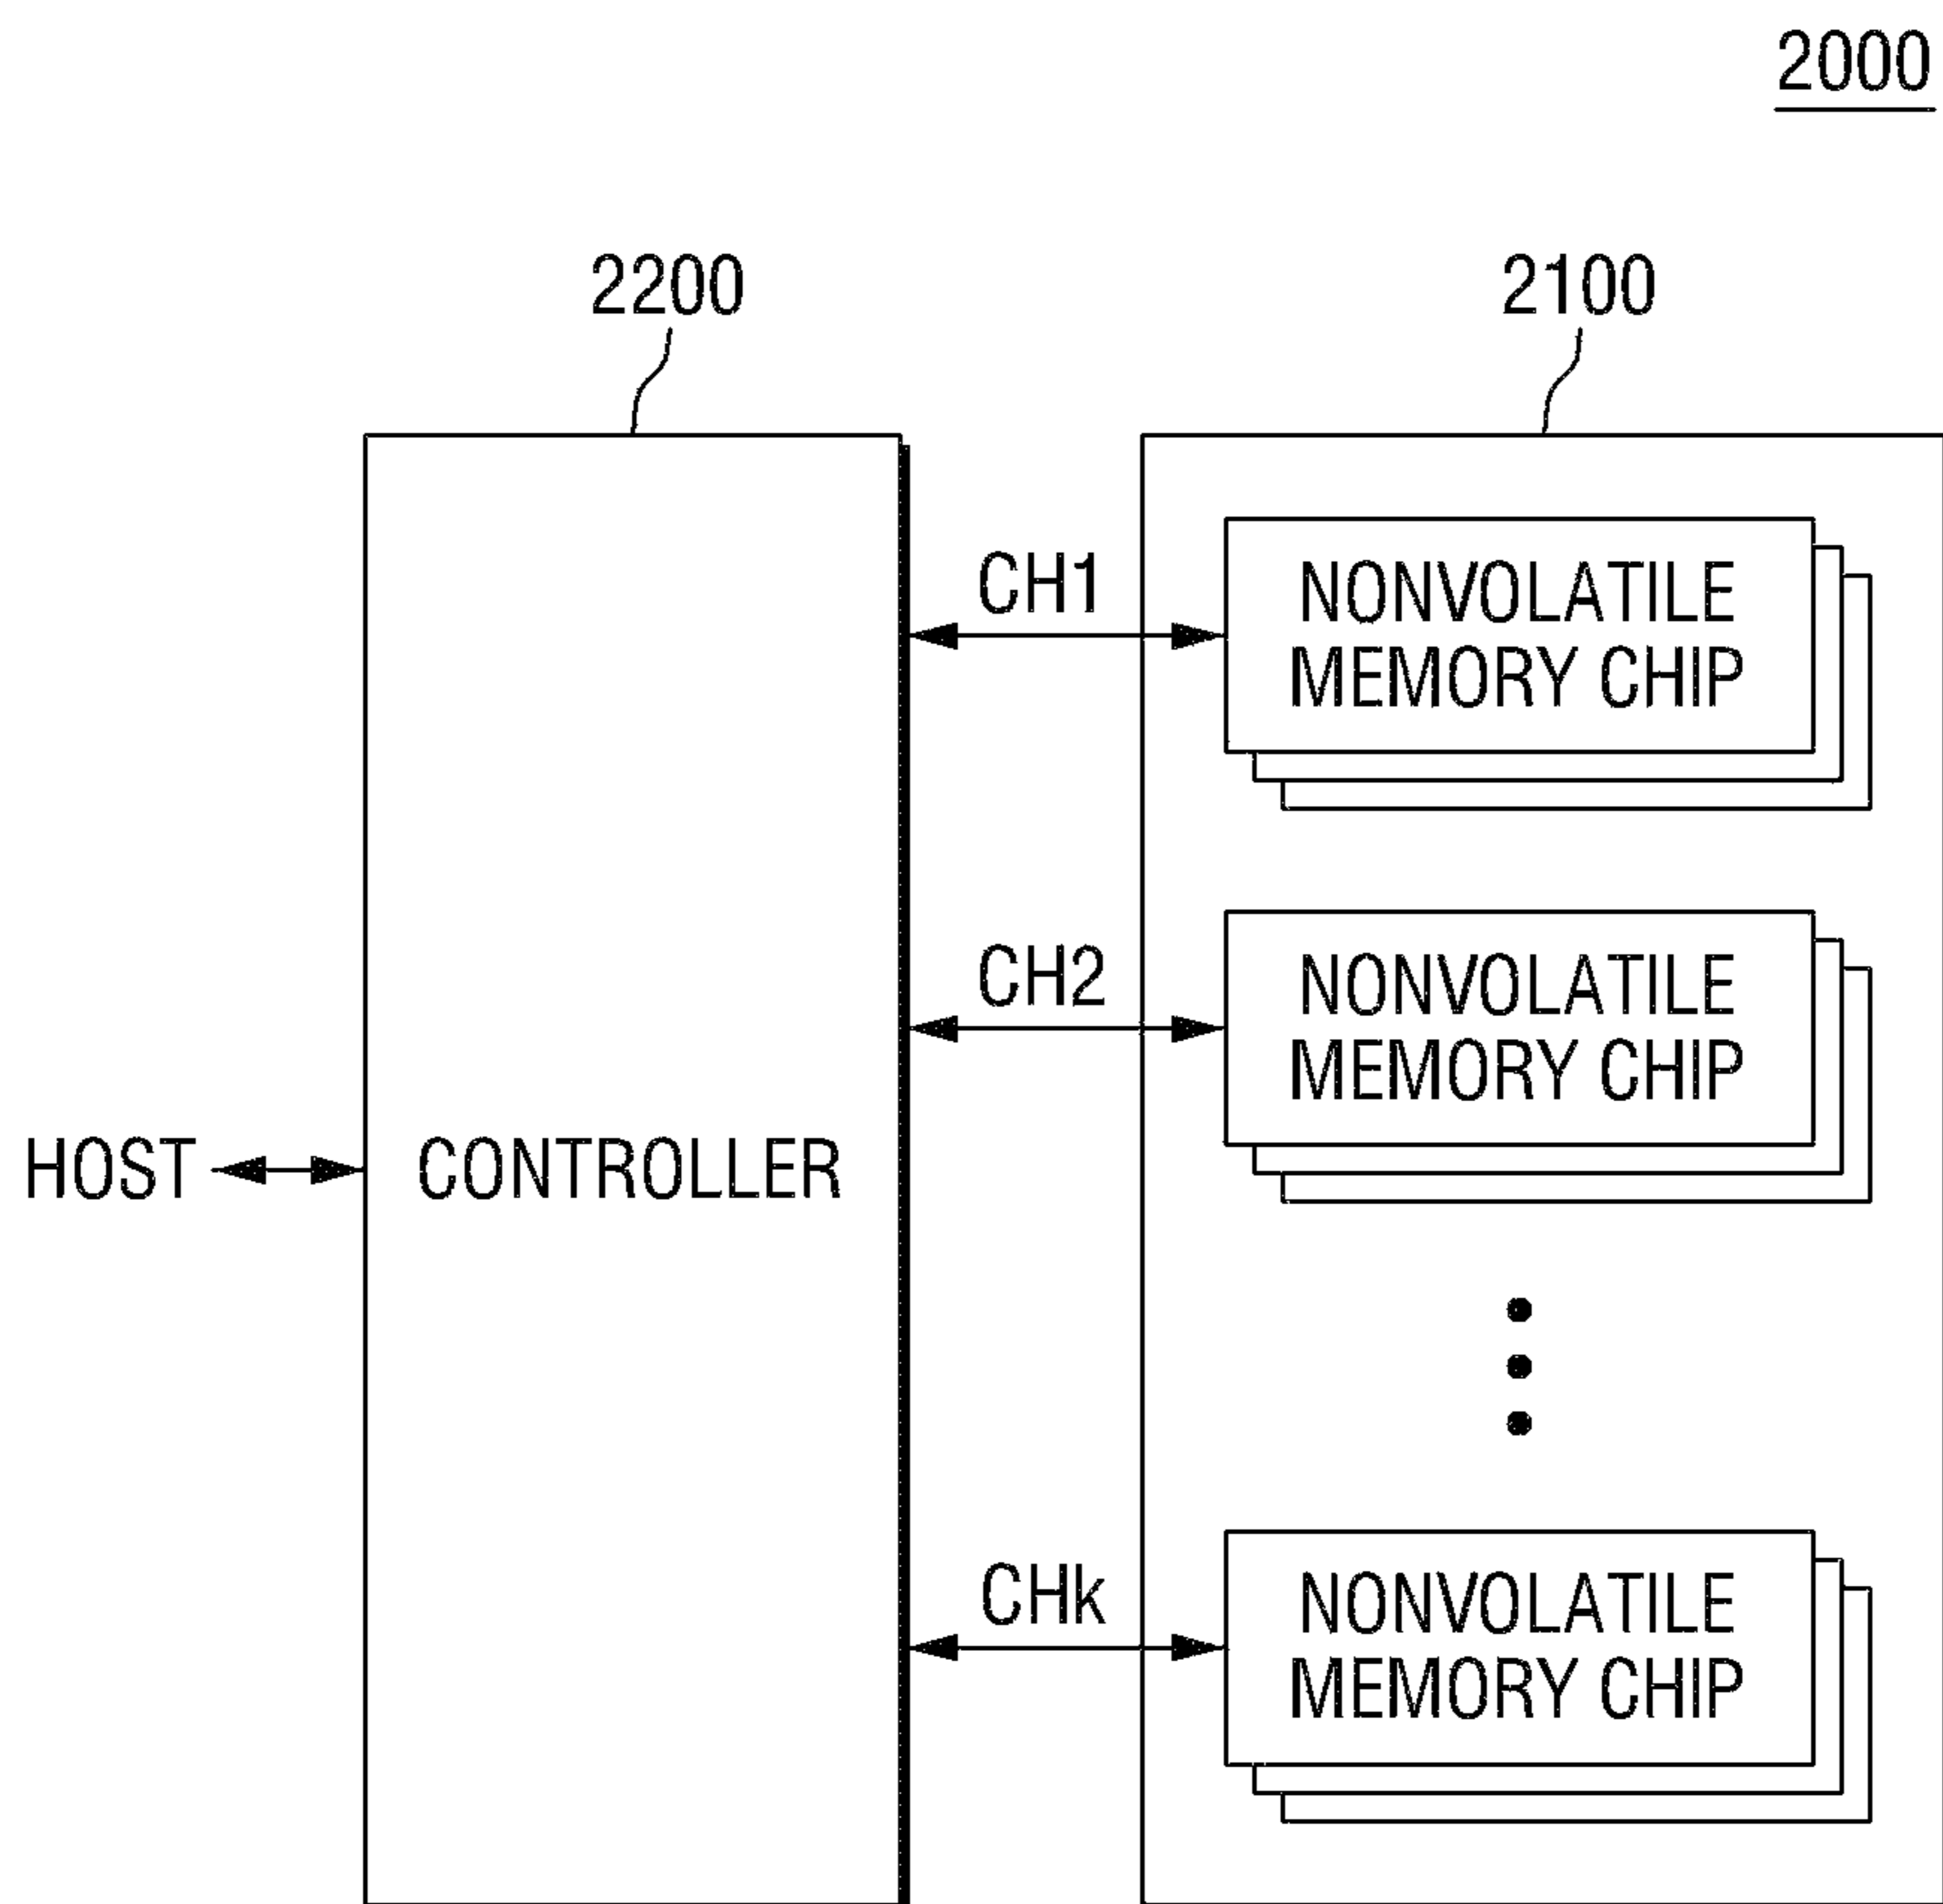 2000
2200
2100
CH1
NONVOLATILE
MEMORY CHIP
CH2
NONVOLATILE
MEMORY CHIP
HOST
CONTROLLER
CHk
NONVOLATILE
MEMORY CHIP